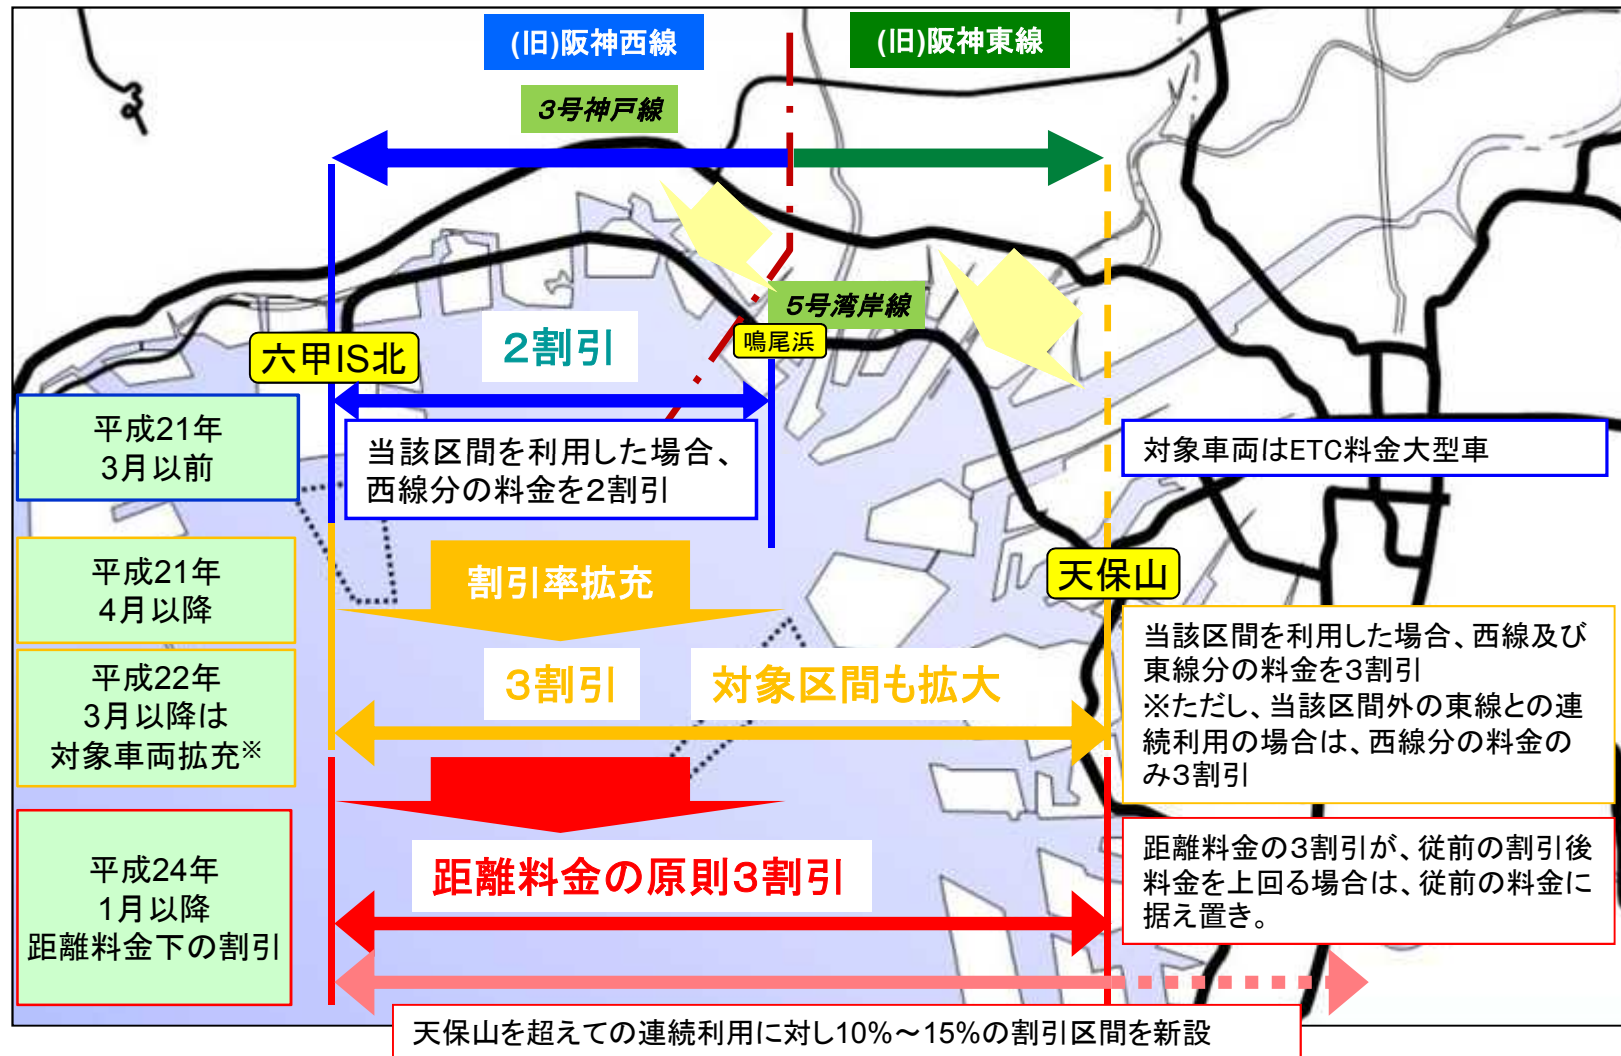 (旧)阪神西線
(旧)阪神東線
3号神戸線
5号湾岸線
六甲IS北
2割引
鳴尾浜
平成21年
3月以前
当該区間を利用した場合、
西線分の料金を2割引
対象車両はETC料金大型車
平成21年
4月以降
割引率拡充
天保山
平成22年
3月以降は
対象車両拡充※
3割引
対象区間も拡大
当該区間を利用した場合、西線及び
東線分の料金を3割引
※ただし、当該区間外の東線との連
続利用の場合は、西線分の料金の
み3割引
平成24年
1月以降
距離料金下の割引
距離料金の原則3割引
距離料金の3割引が、従前の割引後
料金を上回る場合は、従前の料金に
据え置き。
天保山を超えての連続利用に対し10%~15%の割引区間を新設